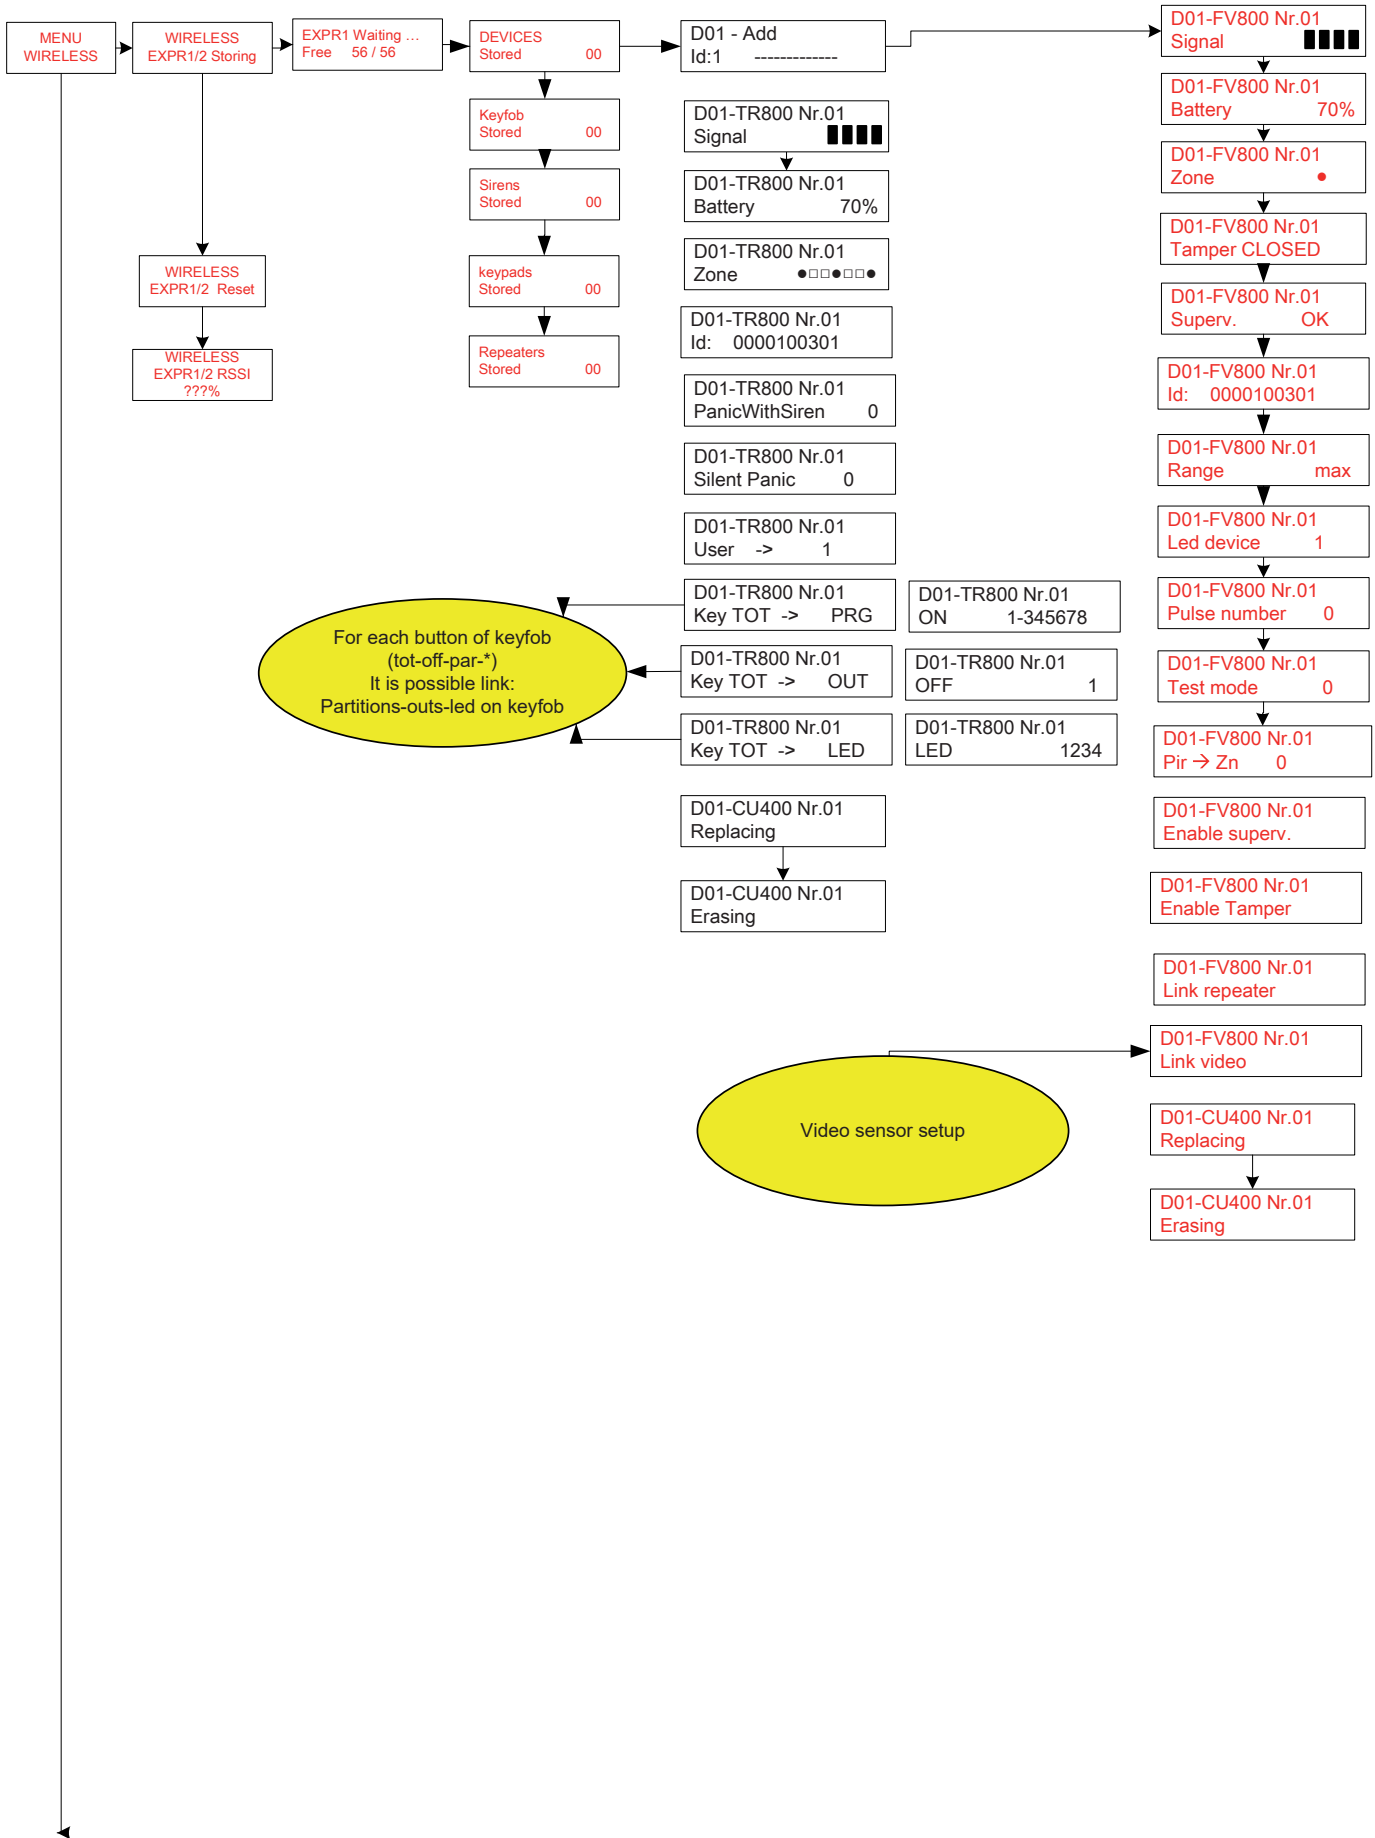 MENU
WIRELESS
WIRELESS
EXPR1/2 Storing
WIRELESS
EXPR1/2 Reset
WIRELESS
EXPR1/2 RSSI
???%
EXPR1 Waiting ...
Free 56 / 56
DEVICES
Stored 00
Keyfob
Stored 00
Sirens
Stored 00
keypads
Stored 00
Repeaters
Stored 00
D01 - Add
Id:1 -------------
D01-TR800 Nr.01
Signal
D01-TR800 Nr.01
Battery 70%
D01-TR800 Nr.01
Zone ●□□●□□●
D01-TR800 Nr.01
Id: 0000100301
D01-TR800 Nr.01
PanicWithSiren 0
D01-TR800 Nr.01
Silent Panic 0
D01-TR800 Nr.01
User -> 1
D01-TR800 Nr.01
Key TOT -> PRG
D01-TR800 Nr.01
ON 1-345678
D01-TR800 Nr.01
Key TOT -> OUT
D01-TR800 Nr.01
OFF 1
D01-TR800 Nr.01
Key TOT -> LED
D01-TR800 Nr.01
LED 1234
For each button of keyfob
(tot-off-par-*)
It is possible link:
Partitions-outs-led on keyfob
D01-CU400 Nr.01
Replacing
D01-CU400 Nr.01
Erasing
D01-FV800 Nr.01
Signal
D01-FV800 Nr.01
Battery 70%
D01-FV800 Nr.01
Zone ●
D01-FV800 Nr.01
Tamper CLOSED
D01-FV800 Nr.01
Superv. OK
D01-FV800 Nr.01
Id: 0000100301
D01-FV800 Nr.01
Range max
D01-FV800 Nr.01
Led device 1
D01-FV800 Nr.01
Pulse number 0
D01-FV800 Nr.01
Test mode 0
D01-FV800 Nr.01
Pir → Zn 0
D01-FV800 Nr.01
Enable superv.
D01-FV800 Nr.01
Enable Tamper
D01-FV800 Nr.01
Link repeater
D01-FV800 Nr.01
Link video
Video sensor setup
D01-CU400 Nr.01
Replacing
D01-CU400 Nr.01
Erasing